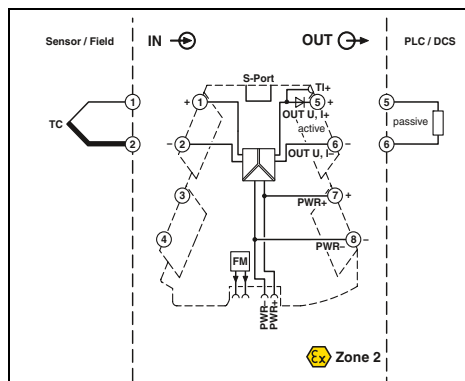 Sensor / Field IN OUT PLC / DCS
S-Port
TI+
1 + 1 5 + 5
OUT U, I+
TC active passive
2 − 2 OUT U, I− 6 − 6
3 7 +
PWR+
4 8 −
PWR−
FM
PWR− PWR+
Ex Zone 2